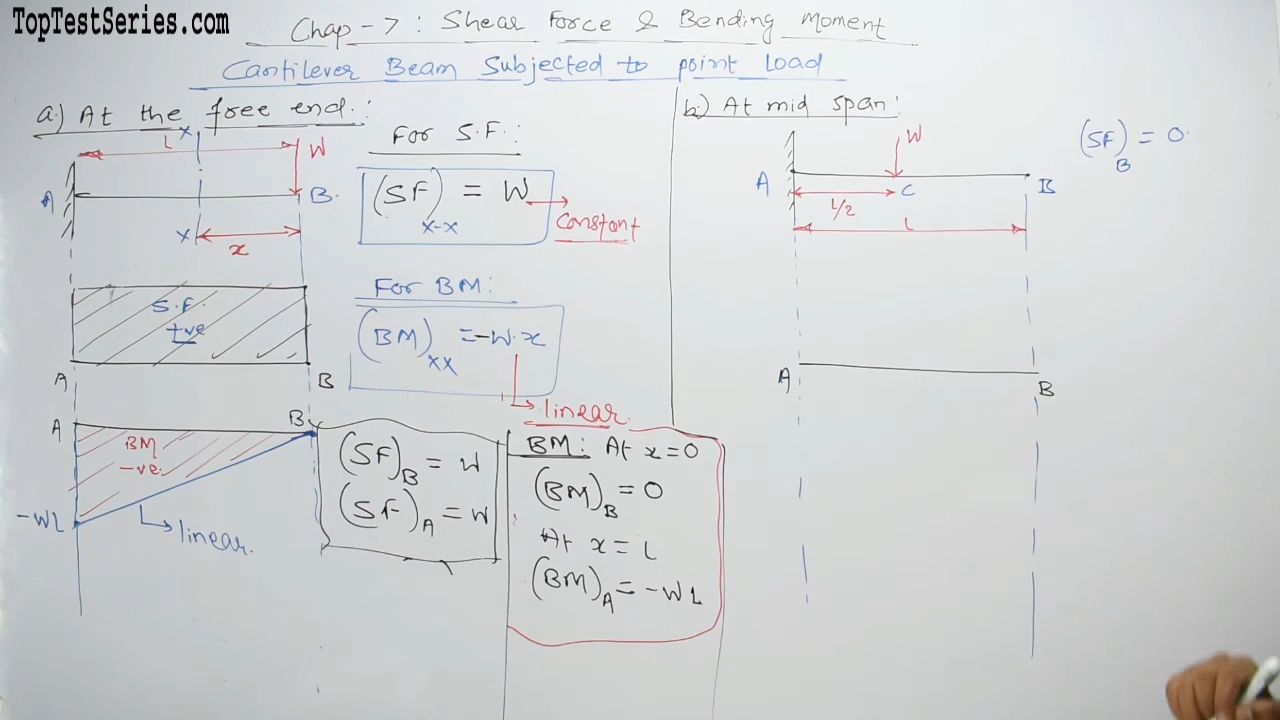 TopTestSeries.com
Chap-7: Shear Force & Bending Moment
Cantilever Beam Subjected to point Load
a.) At the free end.:
x
L
W
A
B.
x
x
For S.F.:
(SF)x-x = W
Constant
S.F.
+ve
A
B
For BM:
(BM)xx = -W.x
linear
A
B
BM
-ve
-WL
linear.
(SF)B = W
(SF)A = W
BM: At x=0
(BM)B = 0
At x = L
(BM)A = -WL
b.) At mid span:
W
A
C
B
L/2
L
(SF)B = 0
A
B